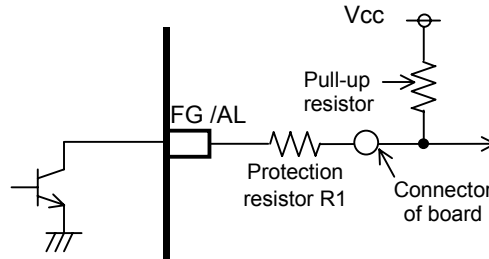 Vcc
Pull-up
resistor
FG /AL
Protection
resistor R1
Connector
of board